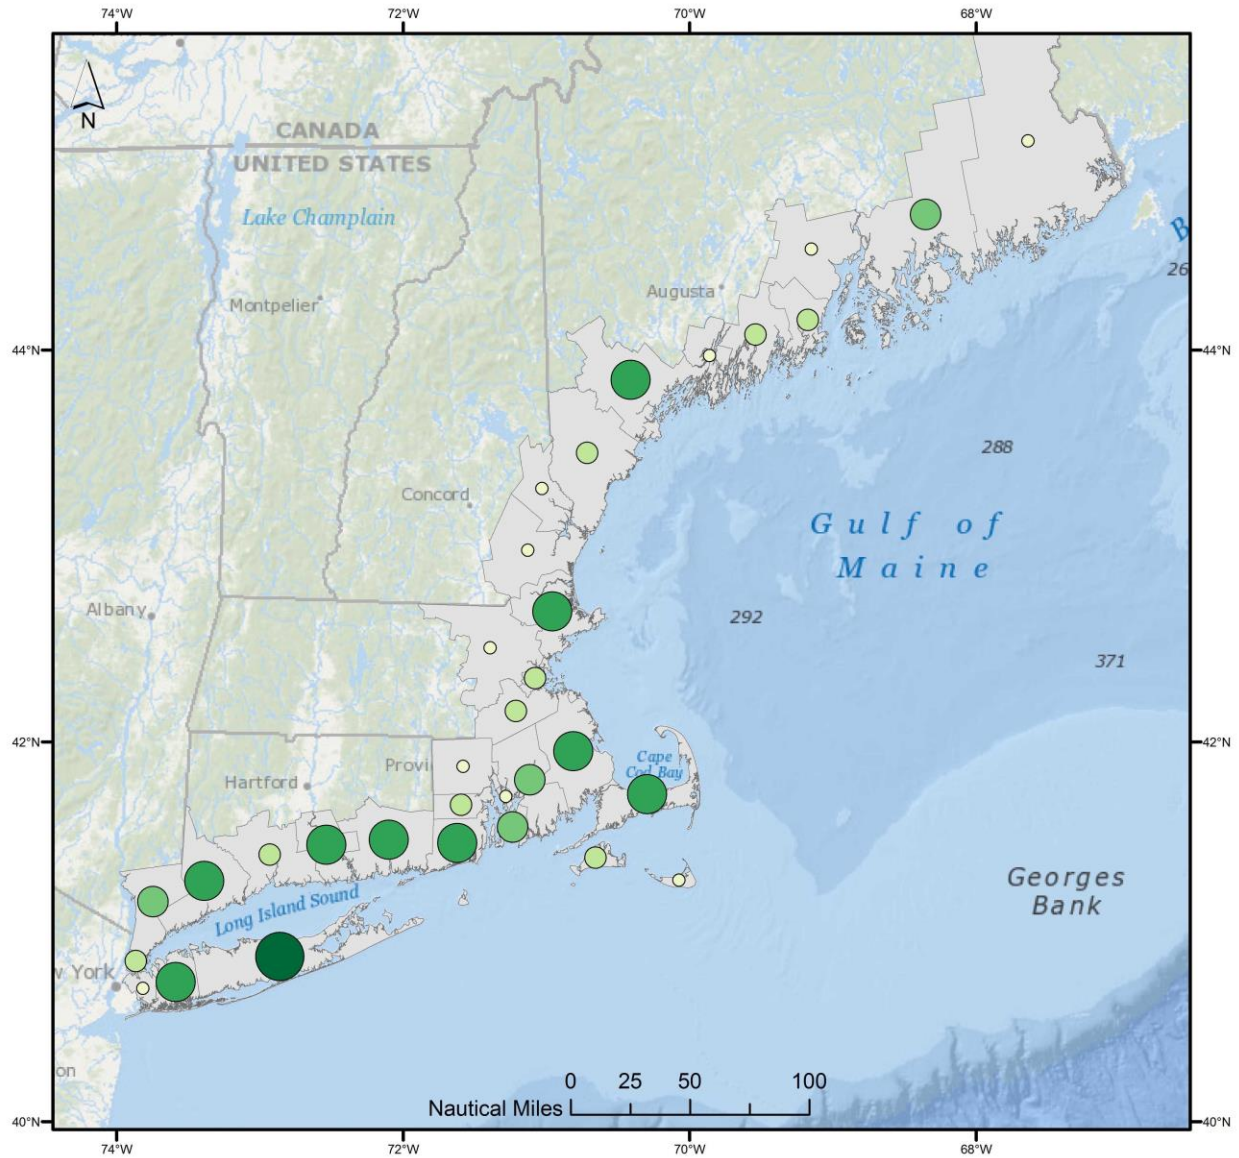 74°W 72°W 70°W 68°W
N
CANADA
UNITED STATES
Lake Champlain
B
26
Montpelier
Augusta
44°N 44°N
288
Concord
Gulf of
Maine
Albany
292
371
42°N 42°N
Cape
Cod Bay
Provi
Hartford
Georges
Bank
Long Island Sound
w York
on
0 25 50 100
Nautical Miles
40°N 40°N
74°W 72°W 70°W 68°W